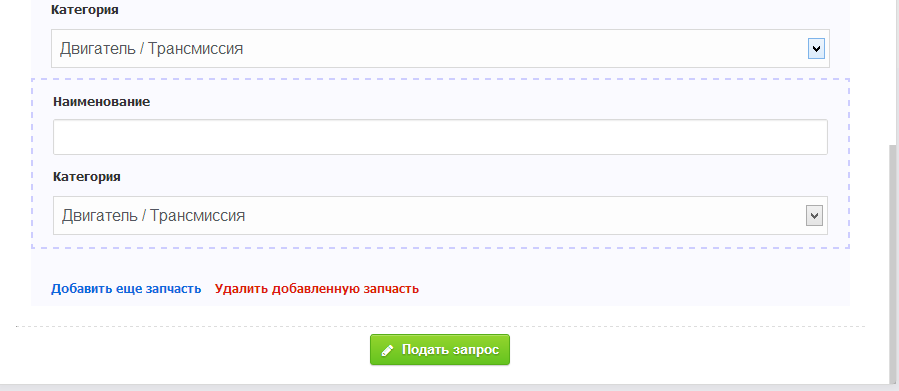 Категория
Двигатель / Трансмиссия
Наименование
Категория
Двигатель / Трансмиссия
Добавить еще запчасть Удалить добавленную запчасть
Подать запрос